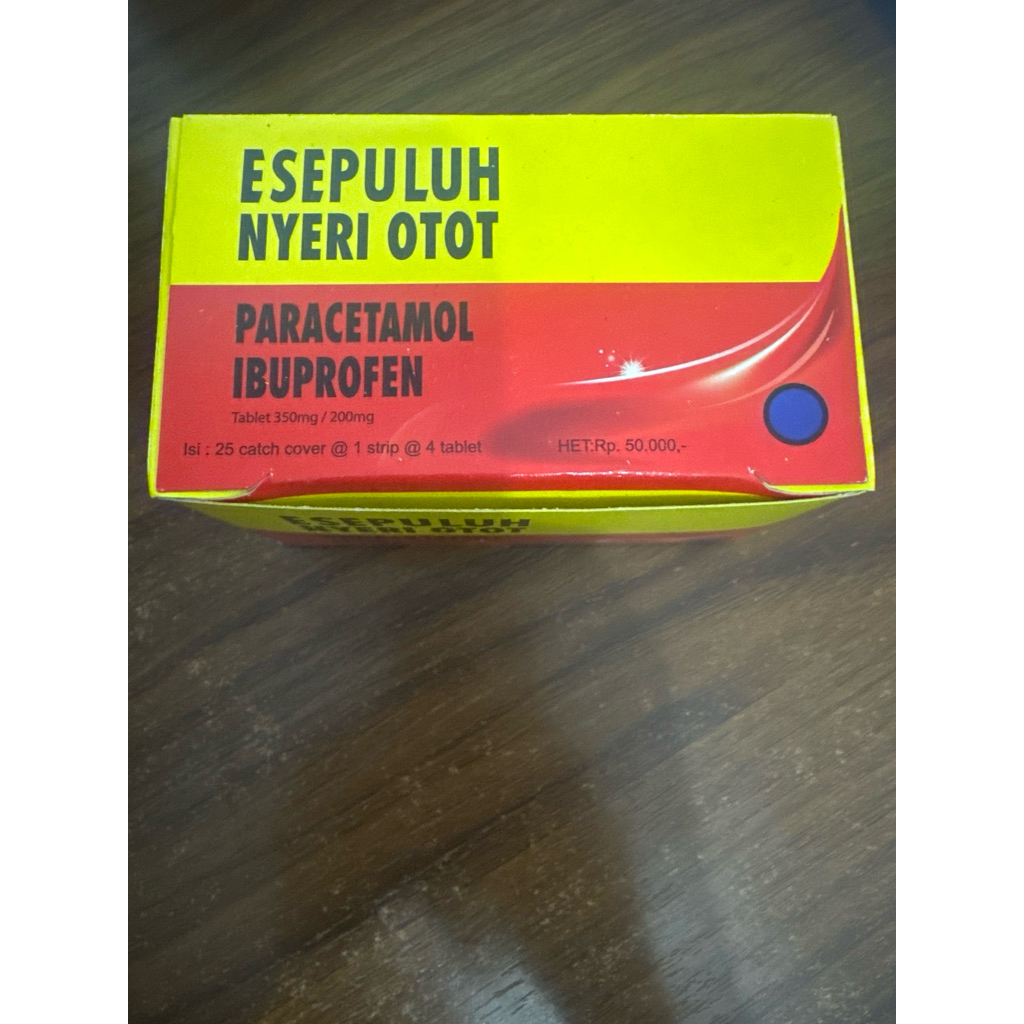 ESEPULUH
NYERI OTOT
PARACETAMOL
IBUPROFEN
Tablet 350mg / 200mg
Isi : 25 catch cover @ 1 strip @ 4 tablet
HET:Rp. 50.000,-
ESEPULUH
NYERI OTOT